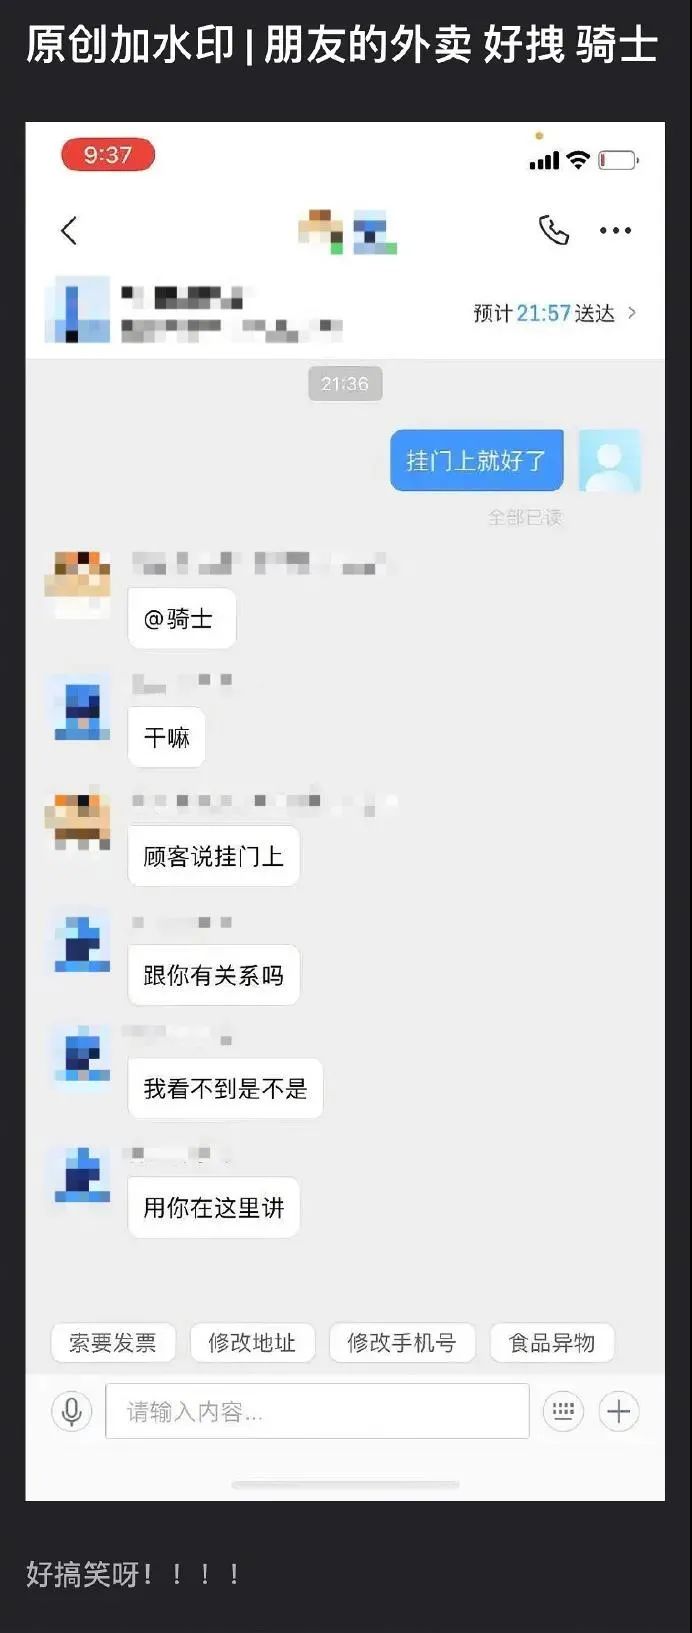 原创加水印 | 朋友的外卖 好拽 骑士
9:37
预计21:57送达
21:36
挂门上就好了
全部已读
@骑士
干嘛
顾客说挂门上
跟你有关系吗
我看不到是不是
用你在这里讲
索要发票 修改地址 修改手机号 食品异物
请输入内容...
好搞笑呀！！！！